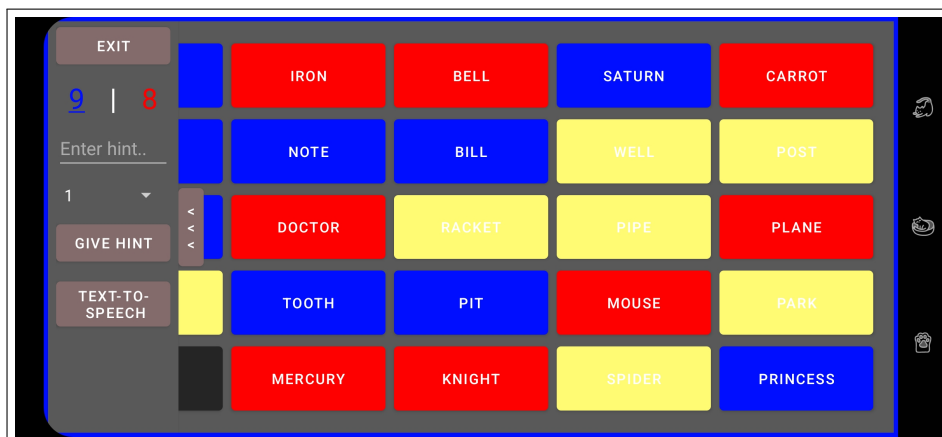 EXIT
9 | 8
Enter hint..
1
GIVE HINT
TEXT-TO-
SPEECH
<
<
<
IRON BELL SATURN CARROT
NOTE BILL WELL POST
DOCTOR RACKET PIPE PLANE
TOOTH PIT MOUSE PARK
MERCURY KNIGHT SPIDER PRINCESS